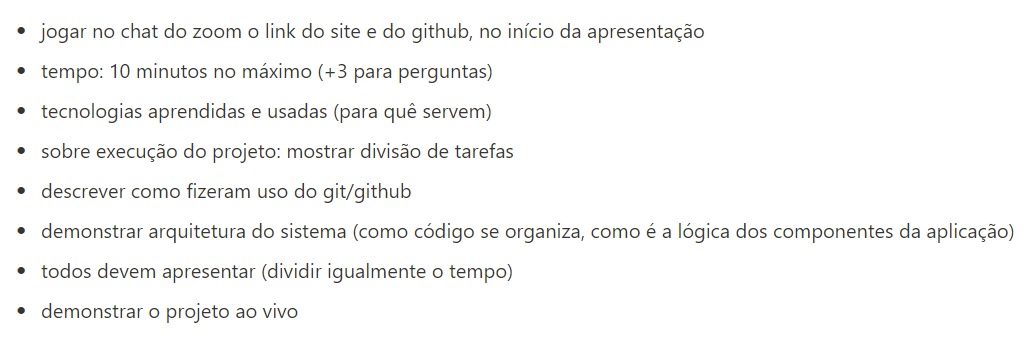 • jogar no chat do zoom o link do site e do github, no início da apresentação
• tempo: 10 minutos no máximo (+3 para perguntas)
• tecnologias aprendidas e usadas (para quê servem)
• sobre execução do projeto: mostrar divisão de tarefas
• descrever como fizeram uso do git/github
• demonstrar arquitetura do sistema (como código se organiza, como é a lógica dos componentes da aplicação)
• todos devem apresentar (dividir igualmente o tempo)
• demonstrar o projeto ao vivo